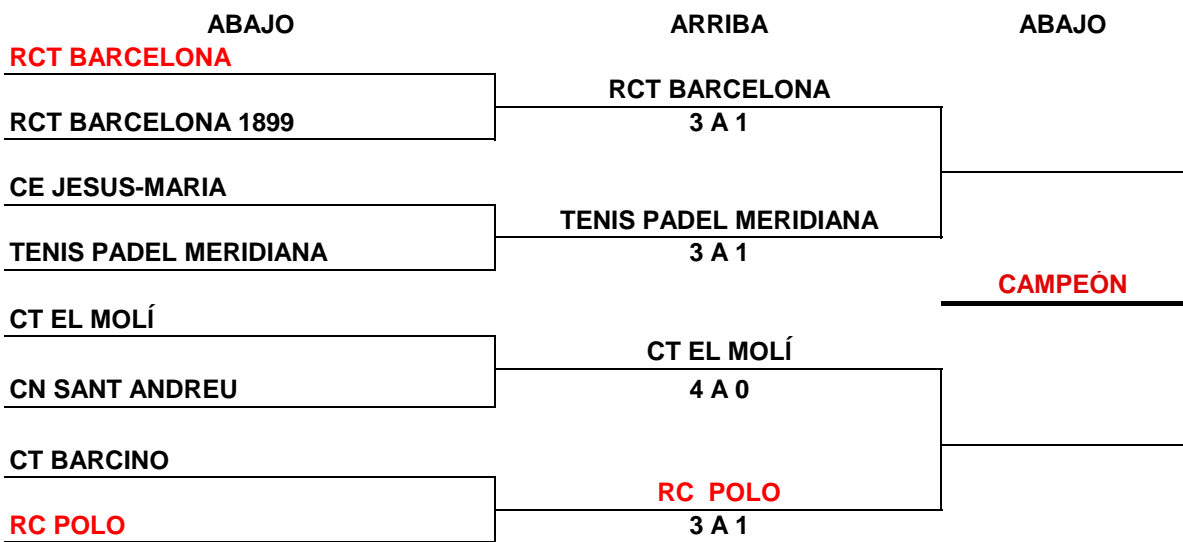 ABAJO ARRIBA ABAJO
RCT BARCELONA
RCT BARCELONA
RCT BARCELONA 1899 3 A 1
CE JESUS-MARIA
TENIS PADEL MERIDIANA
TENIS PADEL MERIDIANA 3 A 1
CAMPEÓN
CT EL MOLÍ
CT EL MOLÍ
CN SANT ANDREU 4 A 0
CT BARCINO
RC POLO
RC POLO 3 A 1